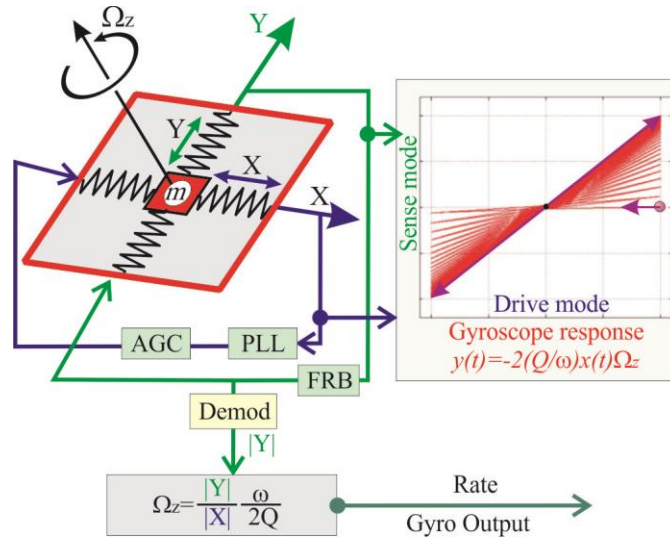 Ωz
Y
Y
X
m
X
Sense mode
Drive mode
Gyroscope response
y(t)=-2(Q/ω)x(t)Ωz
AGC
PLL
FRB
Demod
|Y|
Ωz=|Y|/|X| ω/2Q
Rate
Gyro Output